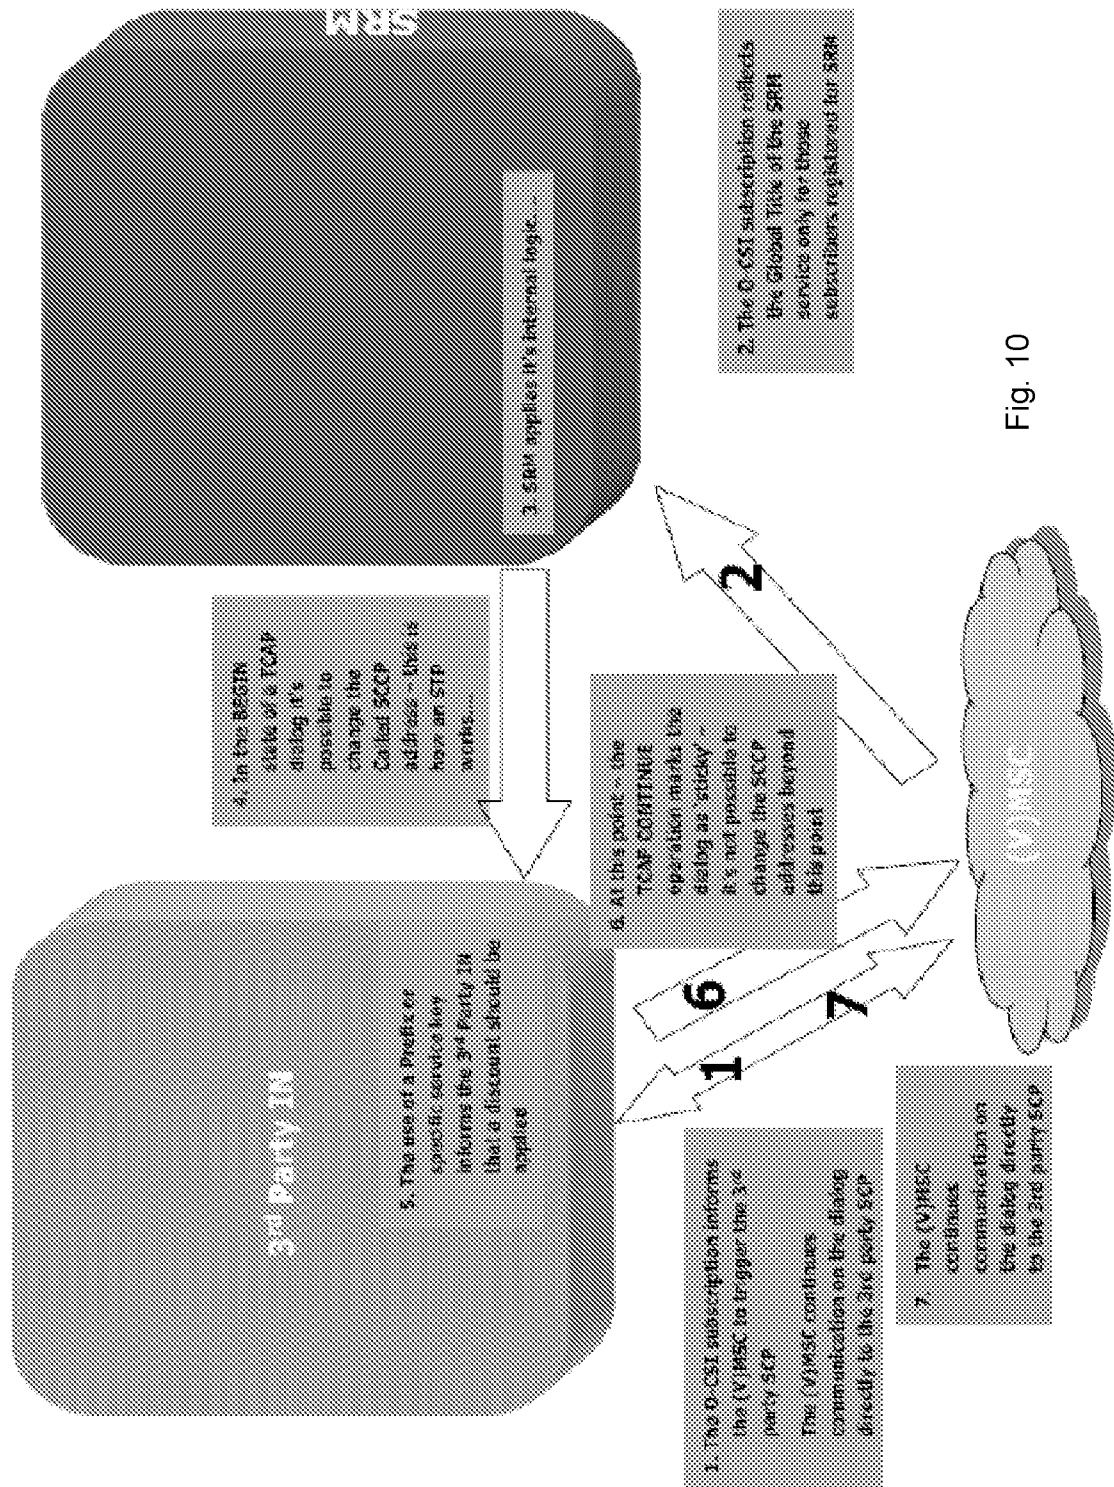 3rd Party IN
SRM
5. The use of a Prefixer
specific service key
informs the 3rd Party IN
that a discount should be
applied
4. In the BEGIN
state of a TCAP
dialog it's
possible to
change the
Called SCCP
address – this is
how an STP
works....
3. SRM applies it's internal logic....
1. The O-CSI subscription informs
the (V)MSC to trigger the 3rd
party SCP
The (V)MSC continues
communication on the dialog
directly to the 3rd party SCP
1
6
7
6. At this point – the
TCAP CONTINUE
operation marks the
dialog as 'sticky' –
it's not possible to
change the SCCP
addresses beyond
this point
2
2. The O-CSI subscription reflects
the Global Title of the SRM
service only for those
subscribers registered for SRM
7. The (V)MSC
continues
communication on
the dialog directly
to the 3rd party SCP
(V)MSC
Fig. 10